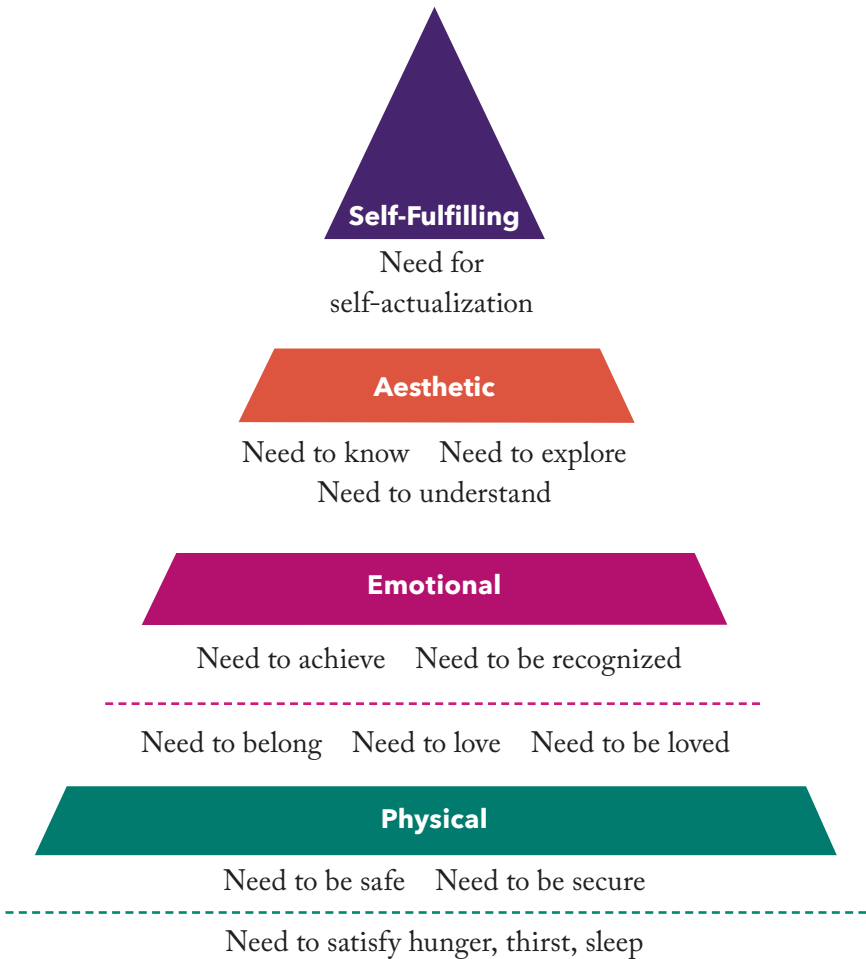 Self-Fulfilling
Need for
self-actualization
Aesthetic
Need to know Need to explore
Need to understand
Emotional
Need to achieve Need to be recognized
Need to belong Need to love Need to be loved
Physical
Need to be safe Need to be secure
Need to satisfy hunger, thirst, sleep